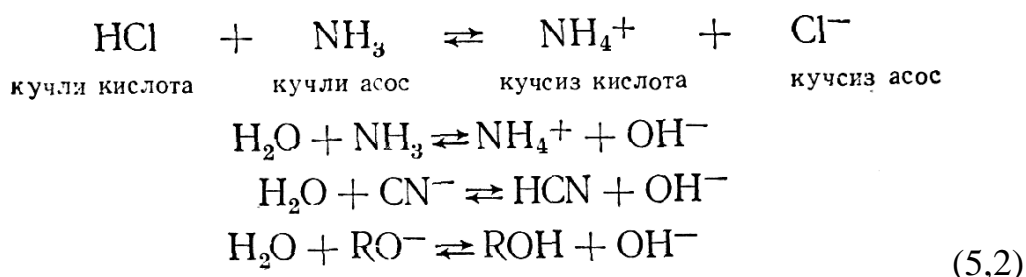 HCl + NH₃ ⇄ NH₄⁺ + Cl⁻
кучли кислота кучли асос кучсиз кислота кучсиз асос
H₂O + NH₃ ⇄ NH₄⁺ + OH⁻
H₂O + CN⁻ ⇄ HCN + OH⁻
H₂O + RO⁻ ⇄ ROH + OH⁻
(5,2)